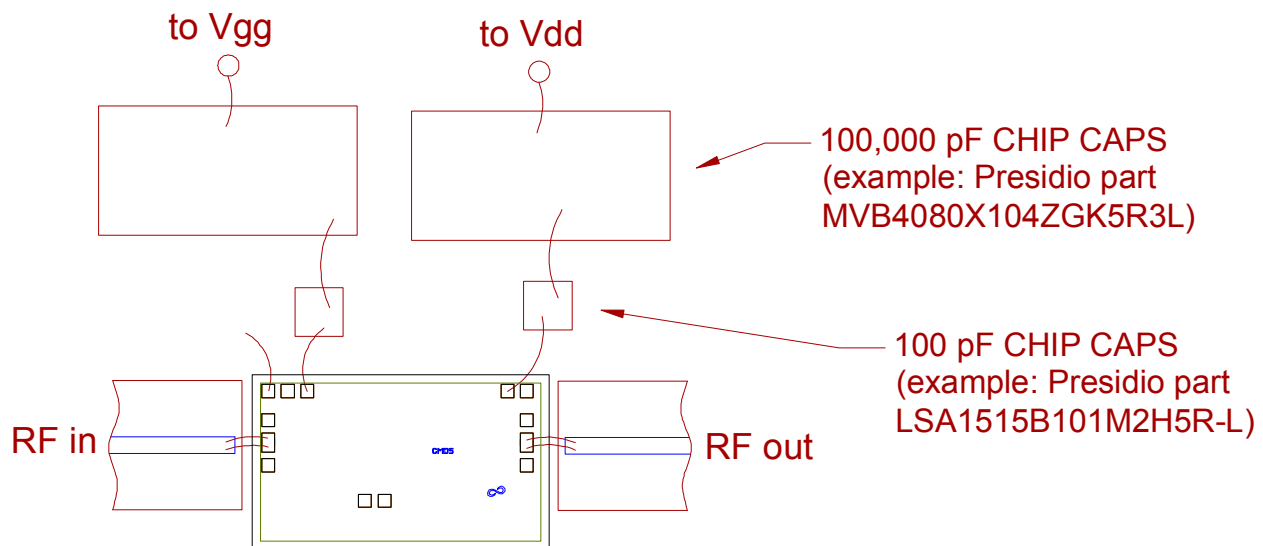 to Vgg
to Vdd
100,000 pF CHIP CAPS
(example: Presidio part
MVB4080X104ZGK5R3L)
100 pF CHIP CAPS
(example: Presidio part
LSA1515B101M2H5R-L)
RF in
RF out
CMD5